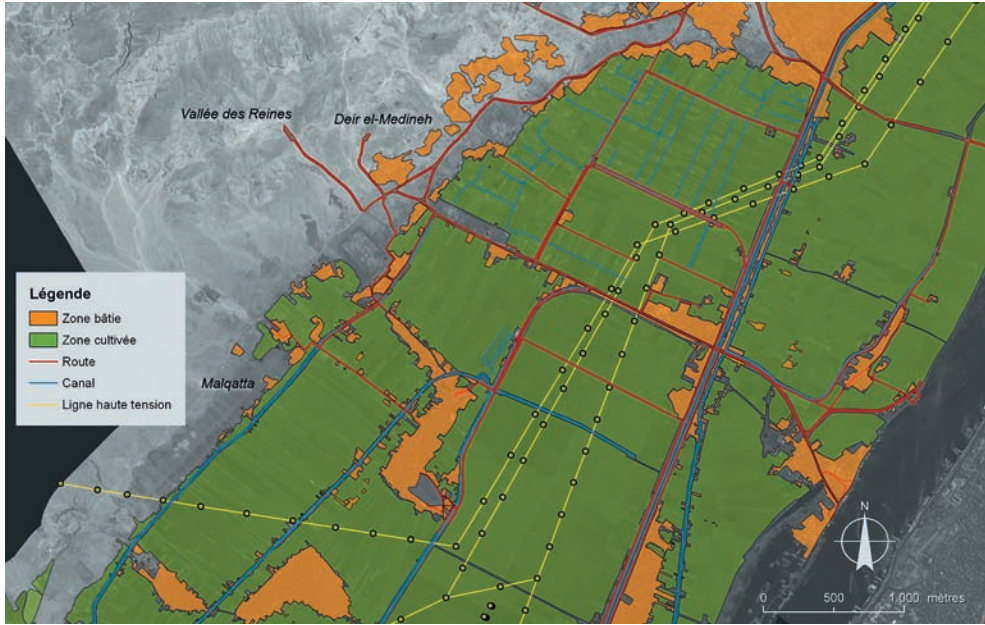 Vallée des Reines
Deir el-Medineh
Légende
Zone bâtie
Zone cultivée
Route
Canal
Ligne haute tension
Malqatta
N
0 500 1 000 mètres